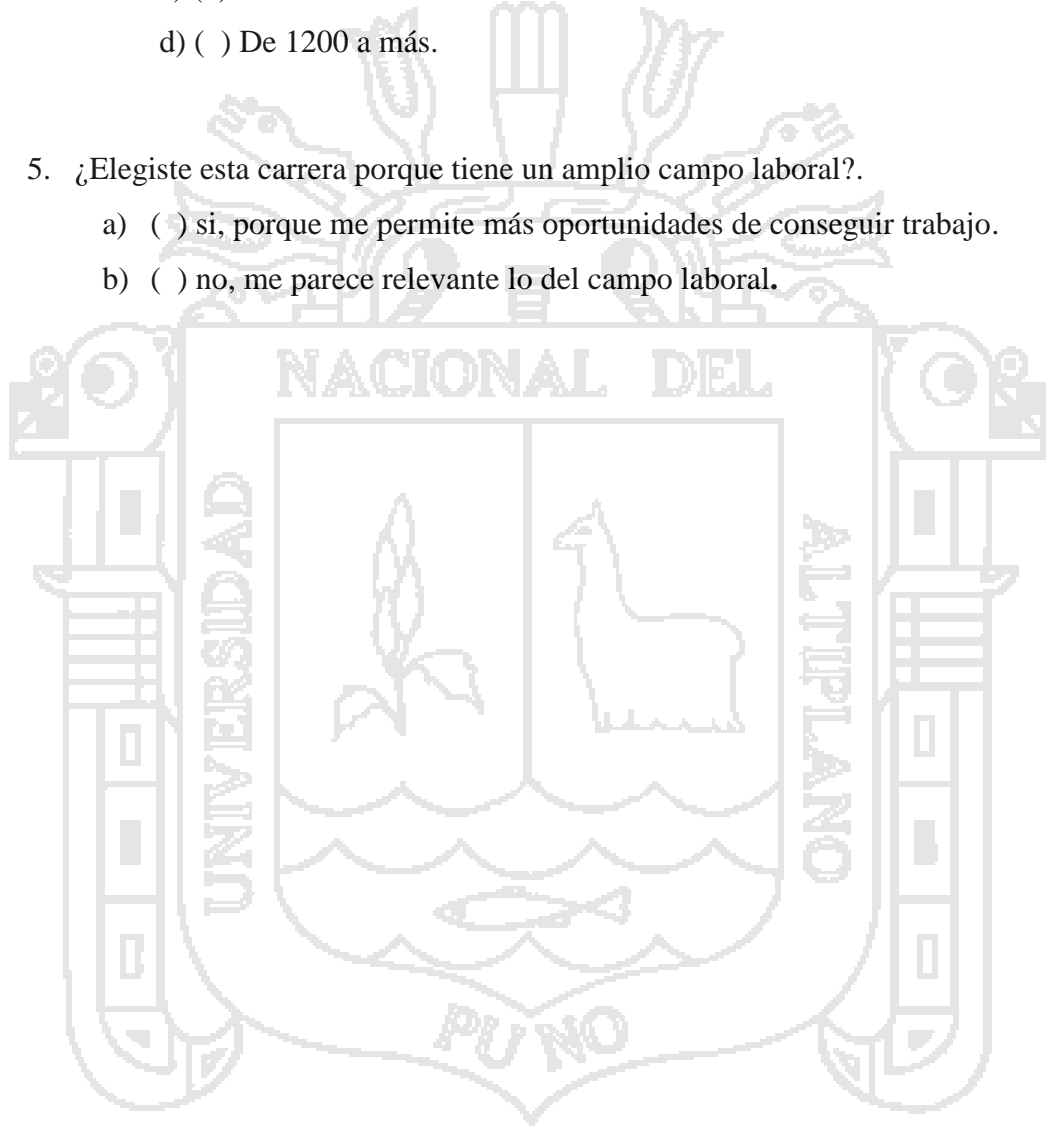 d) ( ) De 1200 a más.
5. ¿Elegiste esta carrera porque tiene un amplio campo laboral?.
a) ( ) si, porque me permite más oportunidades de conseguir trabajo.
b) ( ) no, me parece relevante lo del campo laboral.
NACIONAL DEL
UNIVERSIDAD
ALTIPLANO
PUNO